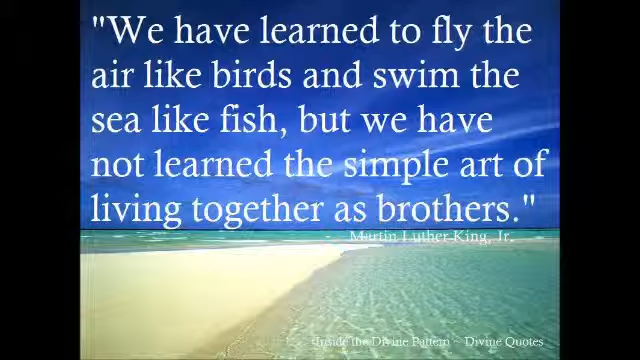 "We have learned to fly the
air like birds and swim the
sea like fish, but we have
not learned the simple art of
living together as brothers."
Martin Luther King, Jr.
Inside the Divine Pattern ~ Divine Quotes